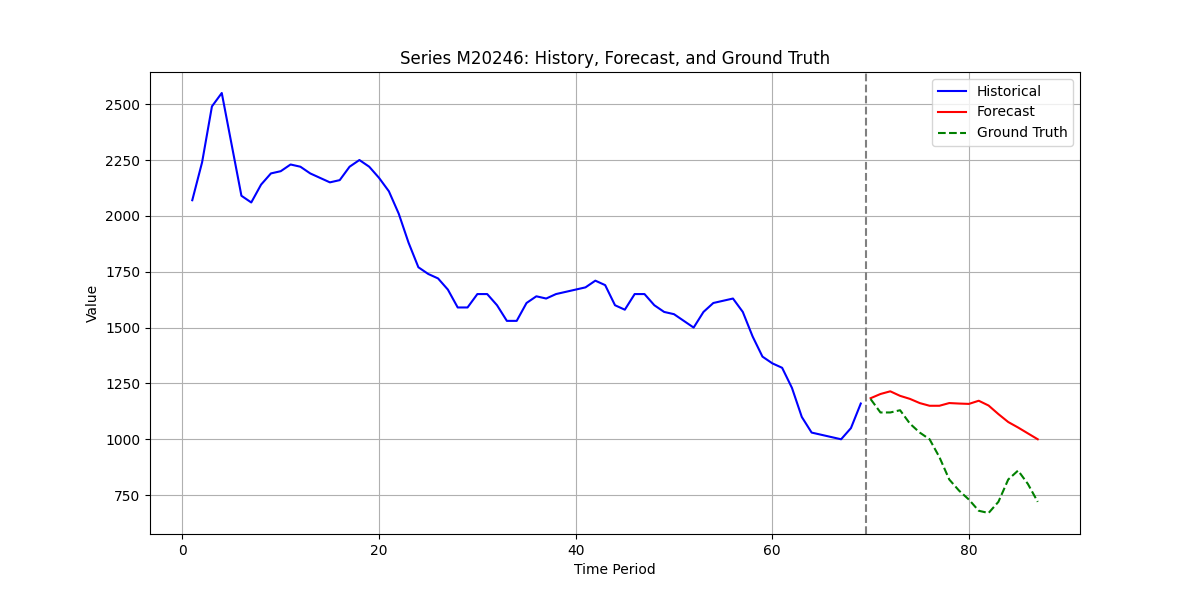 Series M20246: History, Forecast, and Ground Truth
Historical
Forecast
Ground Truth
2500
2250
2000
1750
1500
1250
1000
750
Value
0 20 40 60 80
Time Period